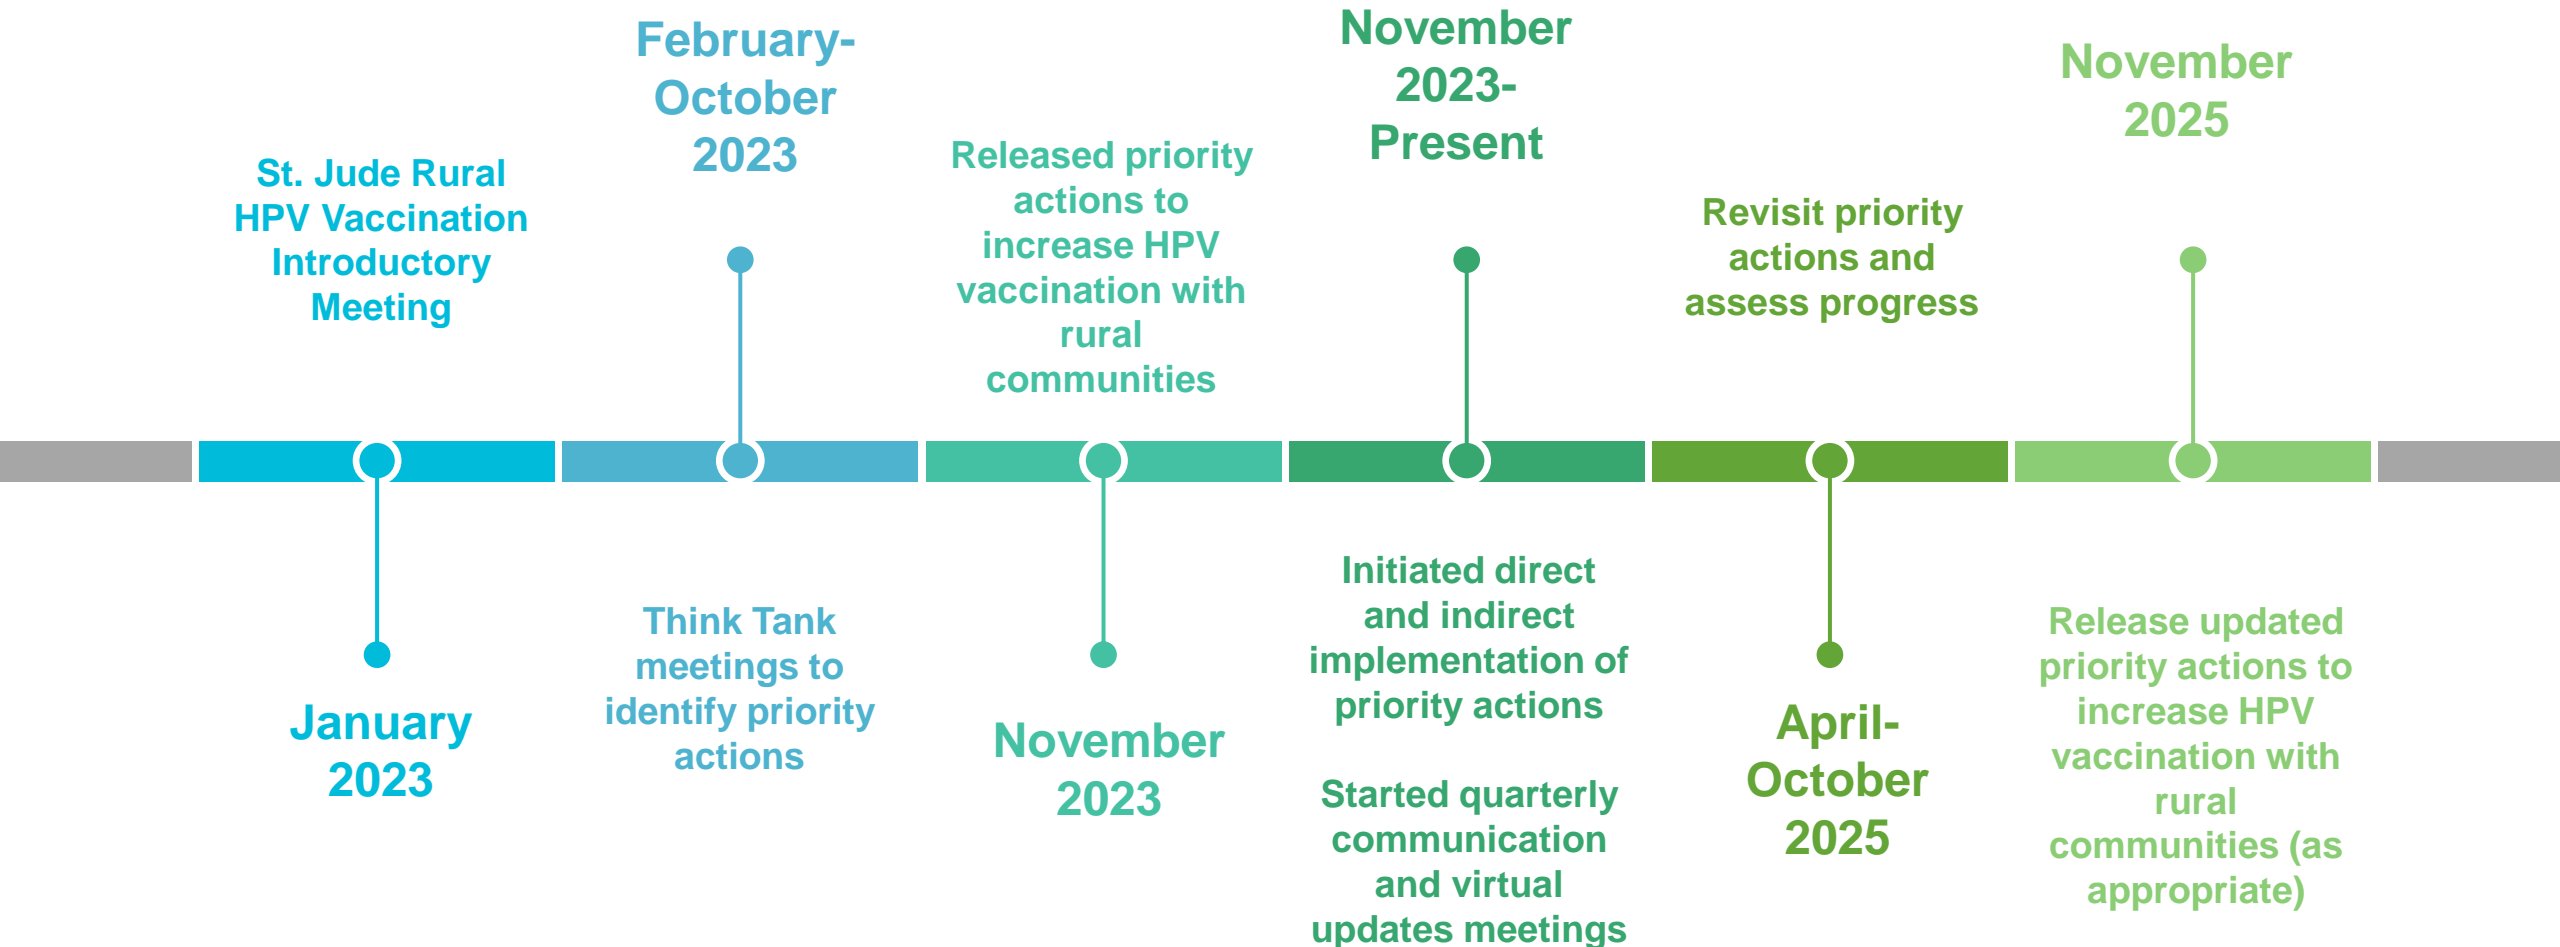 St. Jude Rural
HPV Vaccination
Introductory
Meeting
January
2023
February-
October
2023
Think Tank
meetings to
identify priority
actions
Released priority
actions to
increase HPV
vaccination with
rural
communities
November
2023
November
2023-
Present
Initiated direct
and indirect
implementation of
priority actions
Started quarterly
communication
and virtual
updates meetings
Revisit priority
actions and
assess progress
April-
October
2025
November
2025
Release updated
priority actions to
increase HPV
vaccination with
rural
communities (as
appropriate)